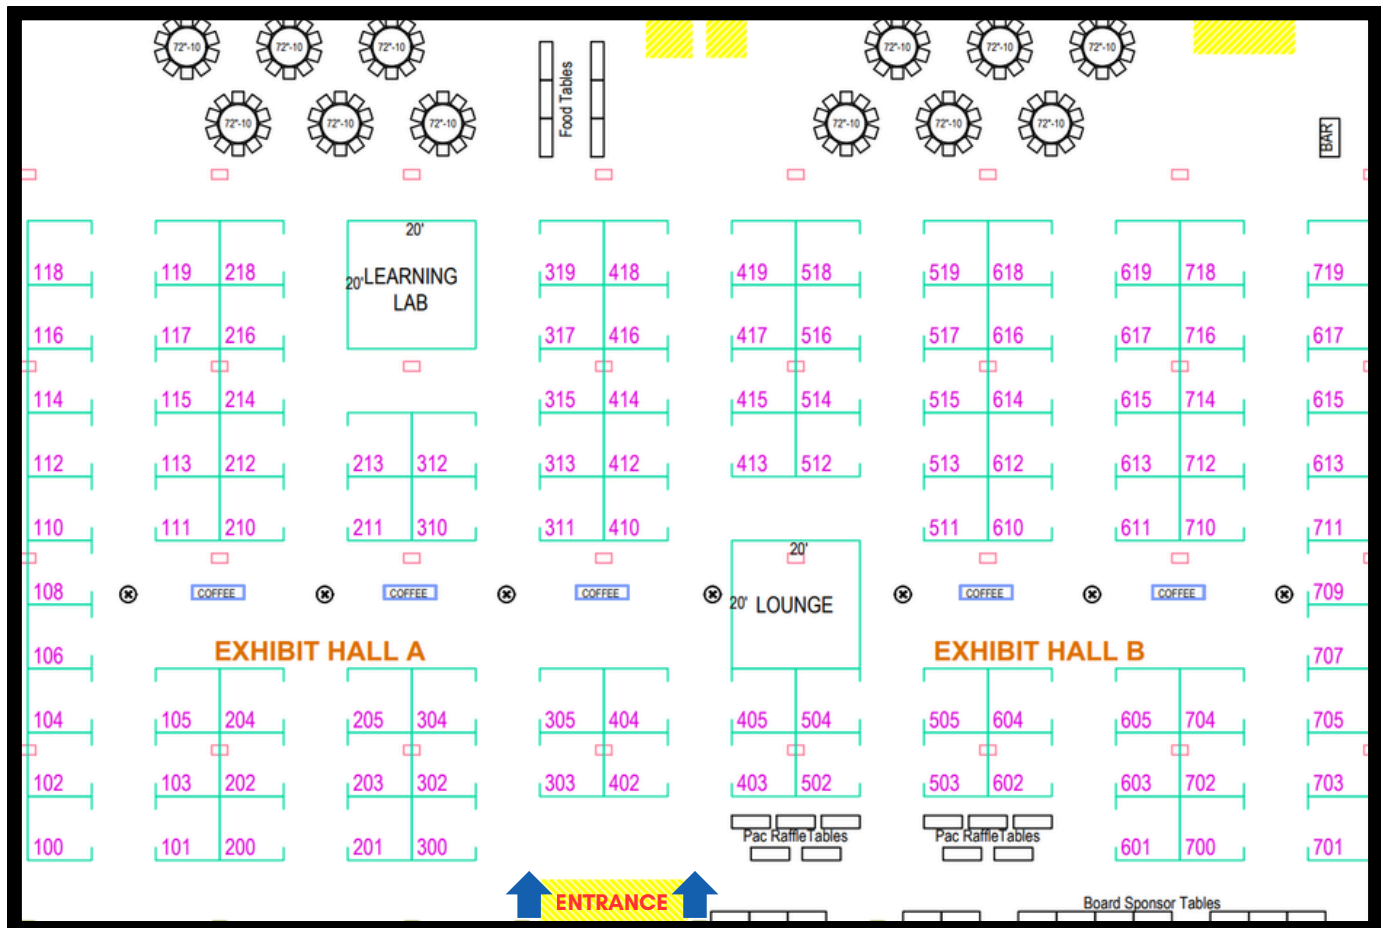 72"-10 72"-10 72"-10 72"-10 72"-10 72"-10
Food Tables
72"-10 72"-10 72"-10 72"-10 72"-10 72"-10
BAR
20'
118 119 218 20' LEARNING 319 418 419 518 519 618 619 718 719
LAB
116 117 216 317 416 417 516 517 616 617 716 617
114 115 214 315 414 415 514 515 614 615 714 615
112 113 212 213 312 313 412 413 512 513 612 613 712 613
110 111 210 211 310 311 410 511 610 611 710 711
20'
108 COFFEE COFFEE COFFEE 20' LOUNGE COFFEE COFFEE 709
106 EXHIBIT HALL A EXHIBIT HALL B 707
104 105 204 205 304 305 404 405 504 505 604 605 704 705
102 103 202 203 302 303 402 403 502 503 602 603 702 703
Pac RaffleTables Pac RaffleTables
100 101 200 201 300 601 700 701
ENTRANCE
Board Sponsor Tables